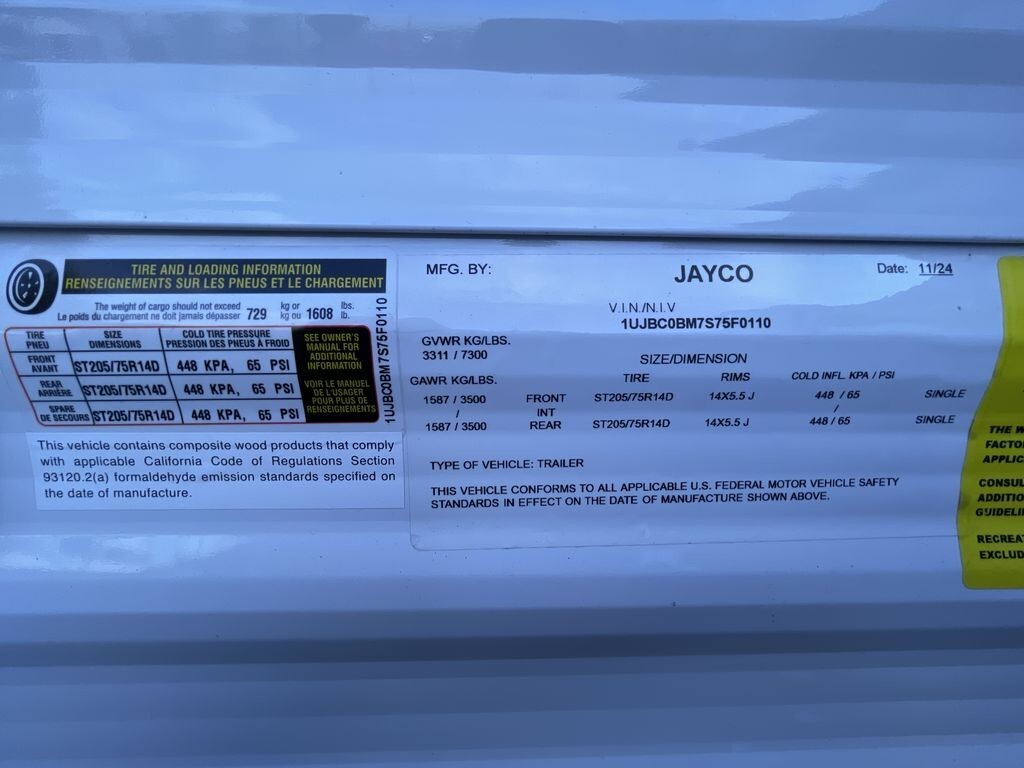 TIRE AND LOADING INFORMATION
RENSEIGNEMENTS SUR LES PNEUS ET LE CHARGEMENT
The weight of cargo should not exceed 729 kg or 1608 lbs.
Le poids du chargement ne doit jamais dépasser kg ou lb.
TIRE PNEU SIZE DIMENSIONS COLD TIRE PRESSURE PRESSION DES PNEUS À FROID
FRONT AVANT ST205/75R14D 448 KPA, 65 PSI
REAR ARRIÈRE ST205/75R14D 448 KPA, 65 PSI
SPARE DE SECOURS ST205/75R14D 448 KPA, 65 PSI
SEE OWNER'S
MANUAL FOR
ADDITIONAL
INFORMATION
VOIR LE MANUEL
DE L'USAGER
POUR PLUS DE
RENSEIGNEMENTS
1UJBC0BM7S75F0110
This vehicle contains composite wood products that comply
with applicable California Code of Regulations Section
93120.2(a) formaldehyde emission standards specified on
the date of manufacture.
MFG. BY: JAYCO Date: 11/24
V.I.N./N.I.V
1UJBC0BM7S75F0110
GVWR KG/LBS.
3311 / 7300
SIZE/DIMENSION
GAWR KG/LBS. TIRE RIMS COLD INFL. KPA / PSI
1587 / 3500 FRONT ST205/75R14D 14X5.5 J 448 / 65 SINGLE
/ INT
1587 / 3500 REAR ST205/75R14D 14X5.5 J 448 / 65 SINGLE
TYPE OF VEHICLE: TRAILER
THIS VEHICLE CONFORMS TO ALL APPLICABLE U.S. FEDERAL MOTOR VEHICLE SAFETY
STANDARDS IN EFFECT ON THE DATE OF MANUFACTURE SHOWN ABOVE.
THE W
FACTO
APPLIC
CONSUL
ADDITIO
GUIDELI
RECREAT
EXCLUD